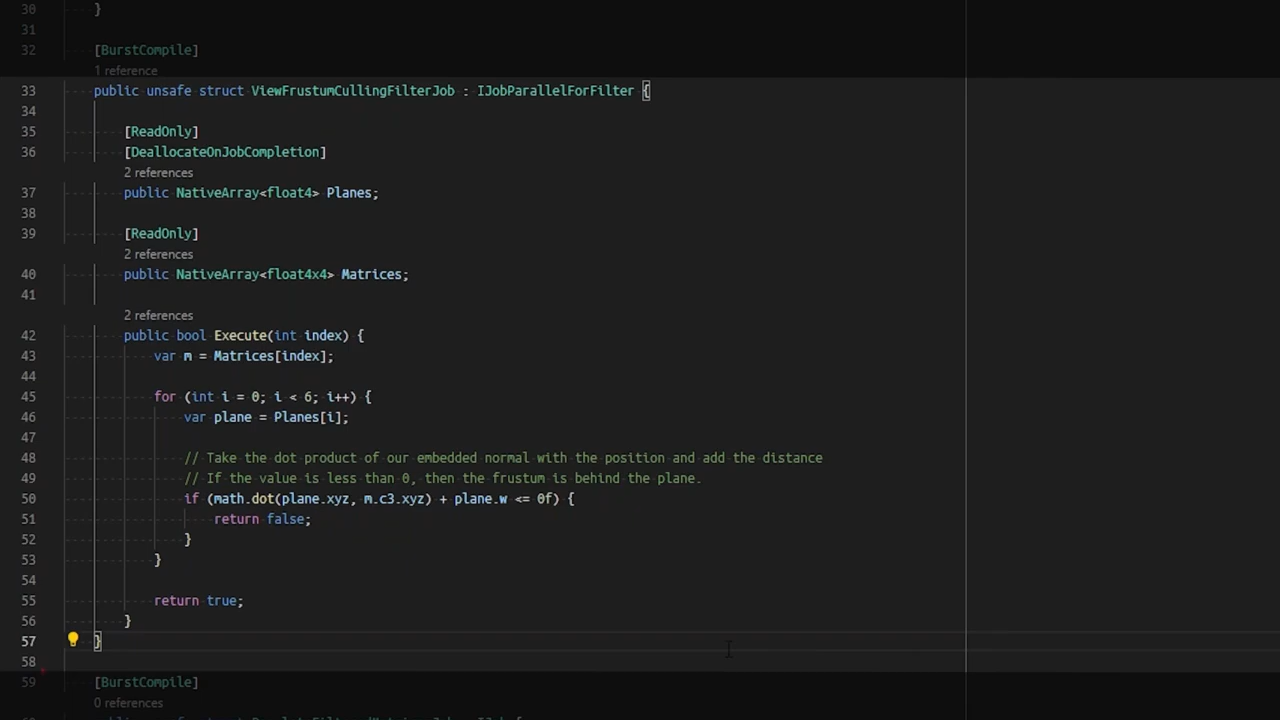 30 }
31
32 [BurstCompile]
1 reference
33 public unsafe struct ViewFrustumCullingFilterJob : IJobParallelForFilter {
34
35 [ReadOnly]
36 [DeallocateOnJobCompletion]
2 references
37 public NativeArray<float4> Planes;
38
39 [ReadOnly]
2 references
40 public NativeArray<float4x4> Matrices;
41
2 references
42 public bool Execute(int index) {
43 var m = Matrices[index];
44
45 for (int i = 0; i < 6; i++) {
46 var plane = Planes[i];
47
48 // Take the dot product of our embedded normal with the position and add the distance
49 // If the value is less than 0, then the frustum is behind the plane.
50 if (math.dot(plane.xyz, m.c3.xyz) + plane.w <= 0f) {
51 return false;
52 }
53 }
54
55 return true;
56 }
57 }
58
59 [BurstCompile]
0 references